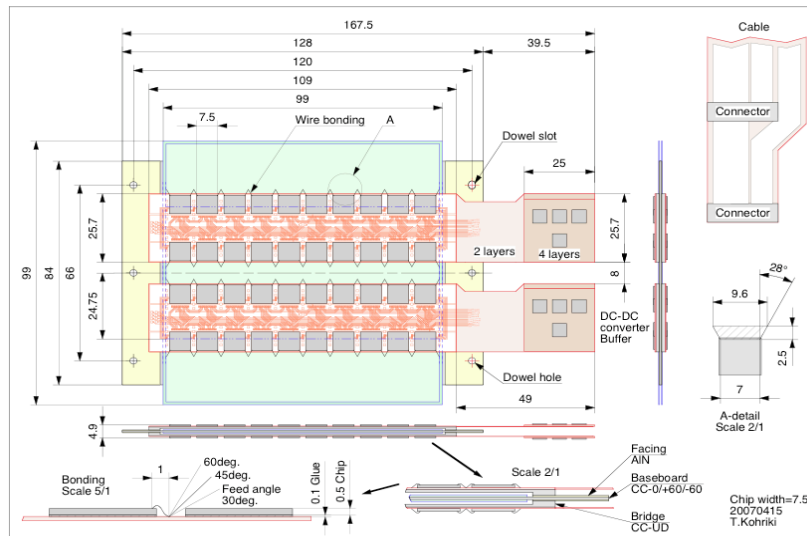 167.5
128
39.5
120
109
99
7.5
Wire bonding
A
Dowel slot
25
Cable
Connector
Connector
99
84
66
25.7
24.75
2 layers
4 layers
25.7
8
DC-DC
converter
Buffer
Dowel hole
49
28°
9.6
2.5
7
A-detail
Scale 2/1
4.9
Bonding
Scale 5/1
1
60deg.
45deg.
Feed angle
30deg.
0.1 Glue
0.5 Chip
Scale 2/1
Facing
AlN
Baseboard
CC-0/+60/-60
Bridge
CC-UD
Chip width=7.5
20070415
T.Kohriki